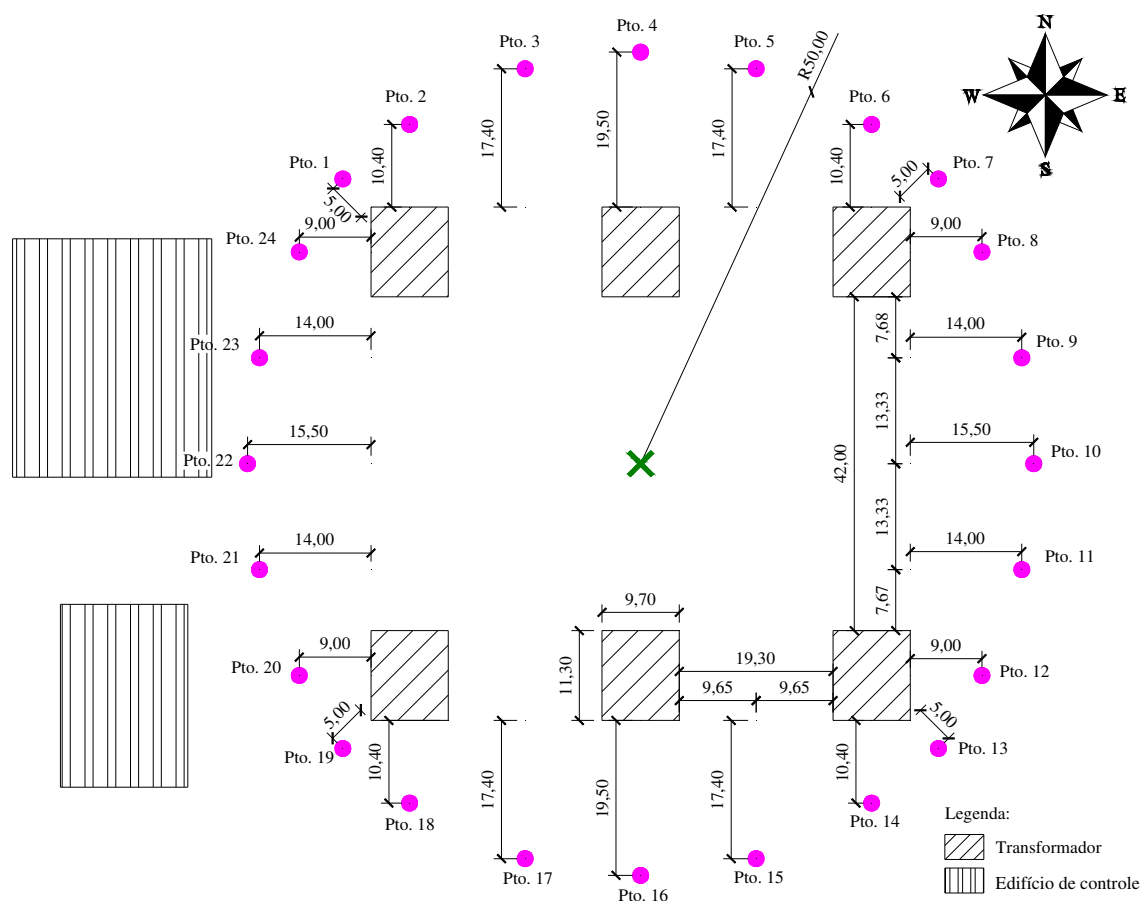 Pto. 3
Pto. 4
Pto. 5
R50,00
N
W
E
S
Pto. 2
Pto. 6
17,40
19,50
17,40
Pto. 1
10,40
10,40
Pto. 7
5,00
5,00
Pto. 24
9,00
9,00
Pto. 8
14,00
7,68
14,00
Pto. 23
Pto. 9
13,33
15,50
15,50
Pto. 22
42,00
Pto. 10
13,33
14,00
14,00
Pto. 21
Pto. 11
7,67
9,70
9,00
9,00
Pto. 20
11,30
19,30
Pto. 12
9,65
9,65
5,00
5,00
Pto. 19
Pto. 13
10,40
17,40
19,50
17,40
10,40
Pto. 18
Pto. 14
Legenda:
Transformador
Pto. 17
Pto. 16
Pto. 15
Edifício de controle